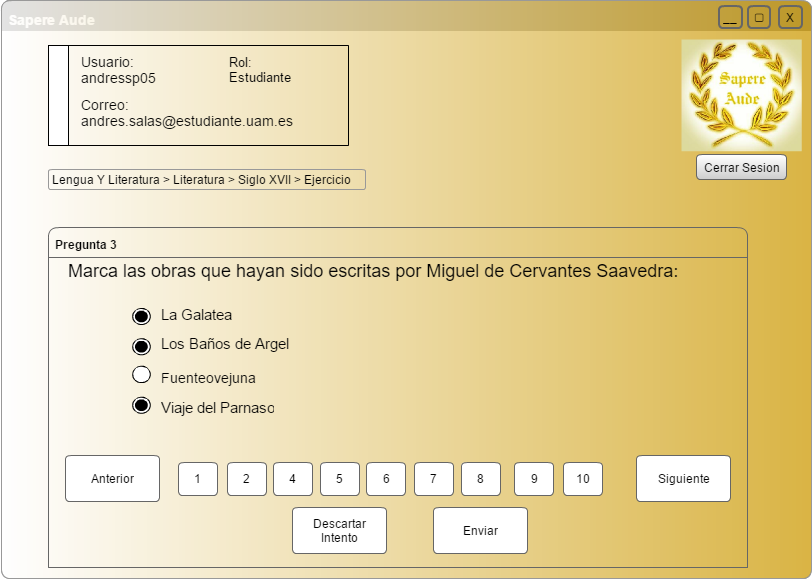 Sapere Aude
__ □ X
Usuario:
andressp05
Rol:
Estudiante
Correo:
andres.salas@estudiante.uam.es
Sapere
Aude
Cerrar Sesion
Lengua Y Literatura > Literatura > Siglo XVII > Ejercicio
Pregunta 3
Marca las obras que hayan sido escritas por Miguel de Cervantes Saavedra:
La Galatea
Los Baños de Argel
Fuenteovejuna
Viaje del Parnaso
Anterior 1 2 4 5 6 7 8 9 10 Siguiente
Descartar
Intento
Enviar